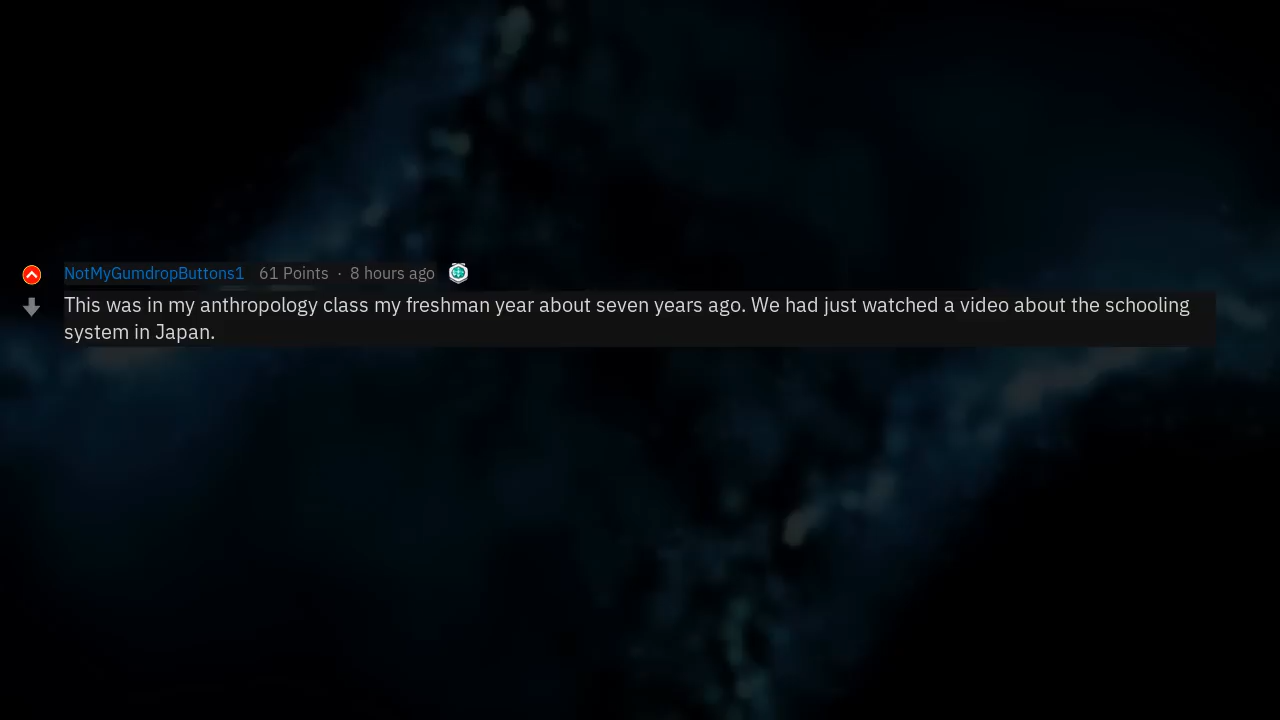 NotMyGumdropButtons1 61 Points · 8 hours ago
This was in my anthropology class my freshman year about seven years ago. We had just watched a video about the schooling
system in Japan.